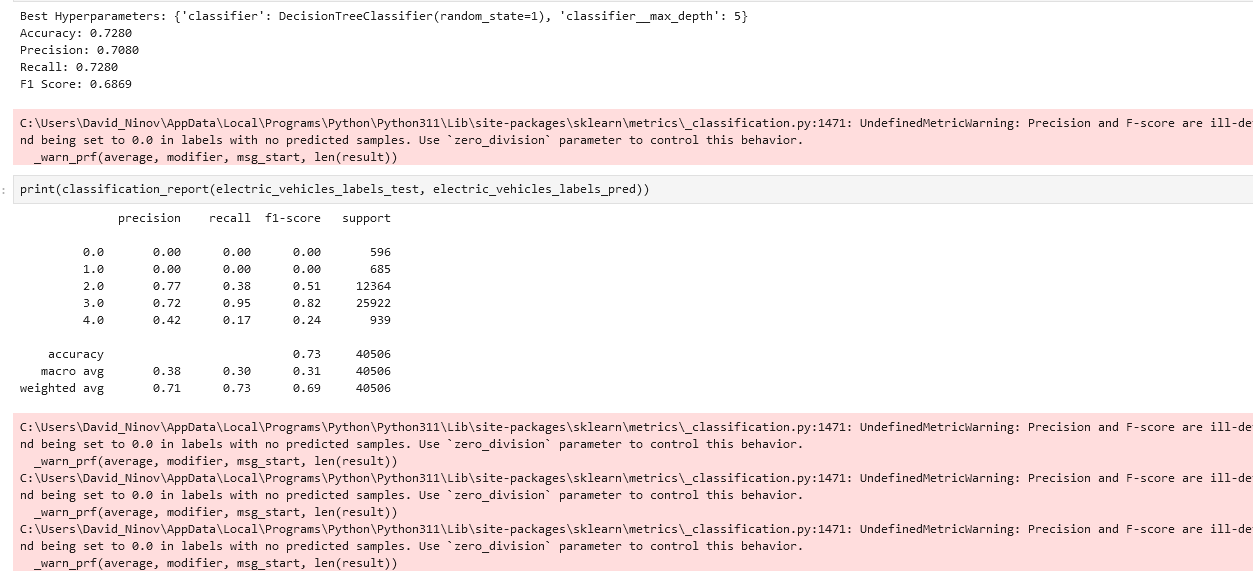 Best Hyperparameters: {'classifier': DecisionTreeClassifier(random_state=1), 'classifier__max_depth': 5}
Accuracy: 0.7280
Precision: 0.7080
Recall: 0.7280
F1 Score: 0.6869
C:\Users\David_Ninov\AppData\Local\Programs\Python\Python311\Lib\site-packages\sklearn\metrics\_classification.py:1471: UndefinedMetricWarning: Precision and F-score are ill-de
nd being set to 0.0 in labels with no predicted samples. Use `zero_division` parameter to control this behavior.
  _warn_prf(average, modifier, msg_start, len(result))
: print(classification_report(electric_vehicles_labels_test, electric_vehicles_labels_pred))
              precision    recall  f1-score   support
         0.0       0.00      0.00      0.00       596
         1.0       0.00      0.00      0.00       685
         2.0       0.77      0.38      0.51     12364
         3.0       0.72      0.95      0.82     25922
         4.0       0.42      0.17      0.24       939
    accuracy                           0.73     40506
   macro avg       0.38      0.30      0.31     40506
weighted avg       0.71      0.73      0.69     40506
C:\Users\David_Ninov\AppData\Local\Programs\Python\Python311\Lib\site-packages\sklearn\metrics\_classification.py:1471: UndefinedMetricWarning: Precision and F-score are ill-de
nd being set to 0.0 in labels with no predicted samples. Use `zero_division` parameter to control this behavior.
  _warn_prf(average, modifier, msg_start, len(result))
C:\Users\David_Ninov\AppData\Local\Programs\Python\Python311\Lib\site-packages\sklearn\metrics\_classification.py:1471: UndefinedMetricWarning: Precision and F-score are ill-de
nd being set to 0.0 in labels with no predicted samples. Use `zero_division` parameter to control this behavior.
  _warn_prf(average, modifier, msg_start, len(result))
C:\Users\David_Ninov\AppData\Local\Programs\Python\Python311\Lib\site-packages\sklearn\metrics\_classification.py:1471: UndefinedMetricWarning: Precision and F-score are ill-de
nd being set to 0.0 in labels with no predicted samples. Use `zero_division` parameter to control this behavior.
  _warn_prf(average, modifier, msg_start, len(result))